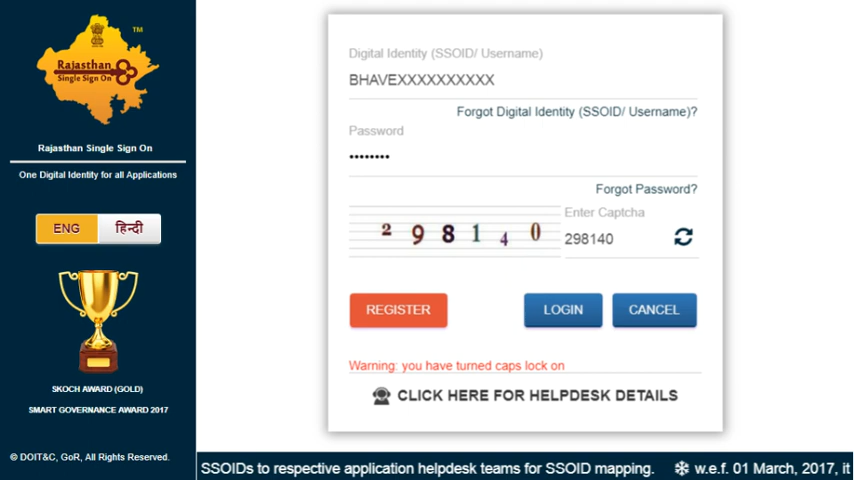 TM
Rajasthan
Single Sign On
Rajasthan Single Sign On
One Digital Identity for all Applications
ENG
हिन्दी
SKOCH AWARD (GOLD)
SMART GOVERNANCE AWARD 2017
© DOIT&C, GoR, All Rights Reserved.
Digital Identity (SSOID/ Username)
BHAVEXXXXXXXXXX
Forgot Digital Identity (SSOID/ Username)?
Password
••••••••
Forgot Password?
298140
Enter Captcha
298140
REGISTER
LOGIN
CANCEL
Warning: you have turned caps lock on
CLICK HERE FOR HELPDESK DETAILS
SSOIDs to respective application helpdesk teams for SSOID mapping. ❄ w.e.f. 01 March, 2017, it